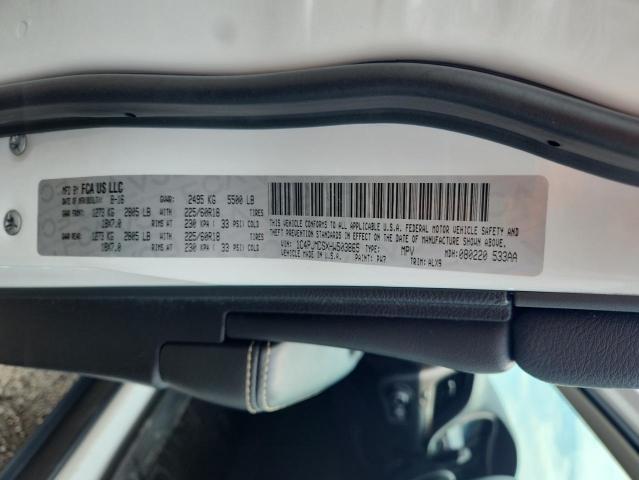 MFD BY FCA US LLC
DATE OF MFR 8-16 GVWR: 2495 KG 5500 LB
GAWR FRONT: 1273 KG 2805 LB WITH 225/60R18 TIRES
18X7.0 RIMS AT 230 KPA ( 33 PSI) COLD
GAWR REAR: 1273 KG 2805 LB WITH 225/60R18 TIRES
18X7.0 RIMS AT 230 KPA ( 33 PSI) COLD
THIS VEHICLE CONFORMS TO ALL APPLICABLE U.S.A. FEDERAL MOTOR VEHICLE SAFETY AND
THEFT PREVENTION STANDARDS IN EFFECT ON THE DATE OF MANUFACTURE SHOWN ABOVE.
VIN: TYPE: MPV MDH: 080220 533AA
VEHICLE MADE IN U.S.A. PAINT: PW7 TRIM: ALX9